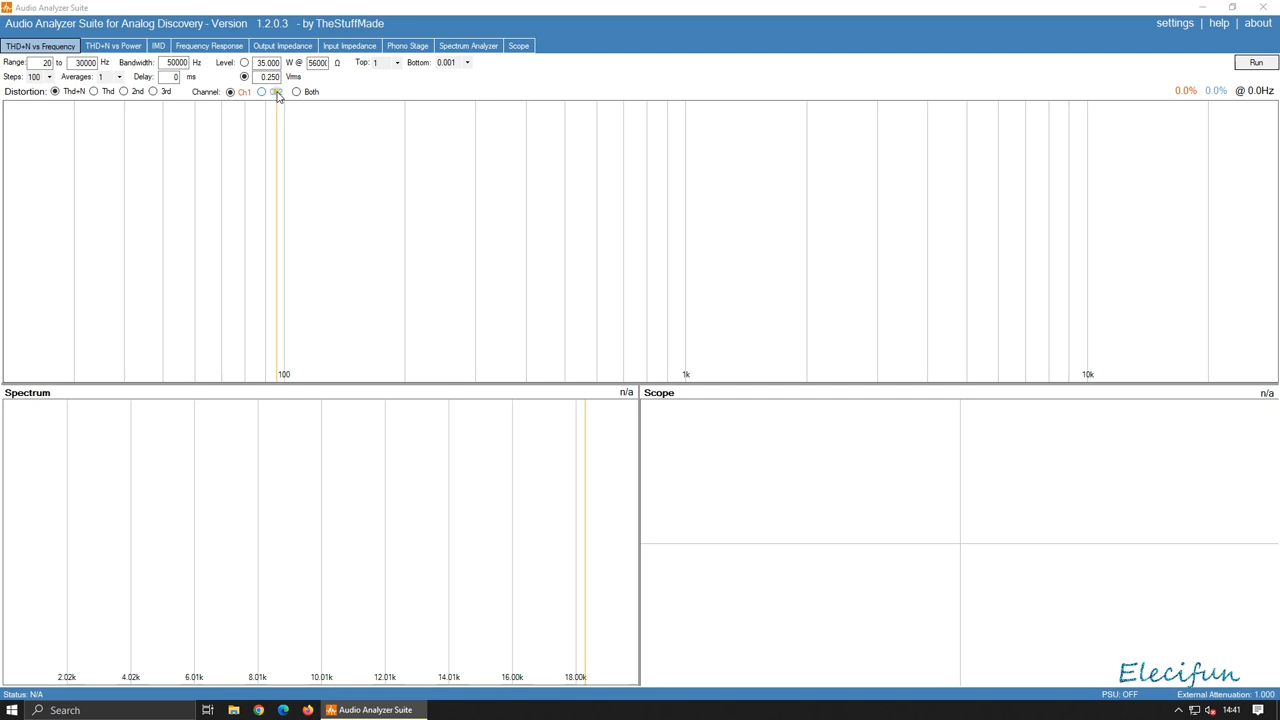 Audio Analyzer Suite
Audio Analyzer Suite for Analog Discovery - Version 1.2.0.3 - by TheStuffMade
settings | help | about
THD+N vs Frequency THD+N vs Power IMD Frequency Response Output Impedance Input Impedance Phono Stage Spectrum Analyzer Scope
Range: 20 to 30000 Hz Bandwidth: 50000 Hz Level: 35.000 W @ 56000 Ω Top: 1 Bottom: 0.001 Run
Steps: 100 Averages: 1 Delay: 0 ms 0.250 Vrms
Distortion: Thd+N Thd 2nd 3rd Channel: Ch1 Both 0.0% 0.0% @ 0.0Hz
100 1k 10k
Spectrum n/a Scope n/a
2.02k 4.02k 6.01k 8.01k 10.01k 12.01k 14.01k 16.00k 18.00k
Elecifun
Status: N/A PSU: OFF External Attenuation: 1.000
Search Audio Analyzer Suite 14:41